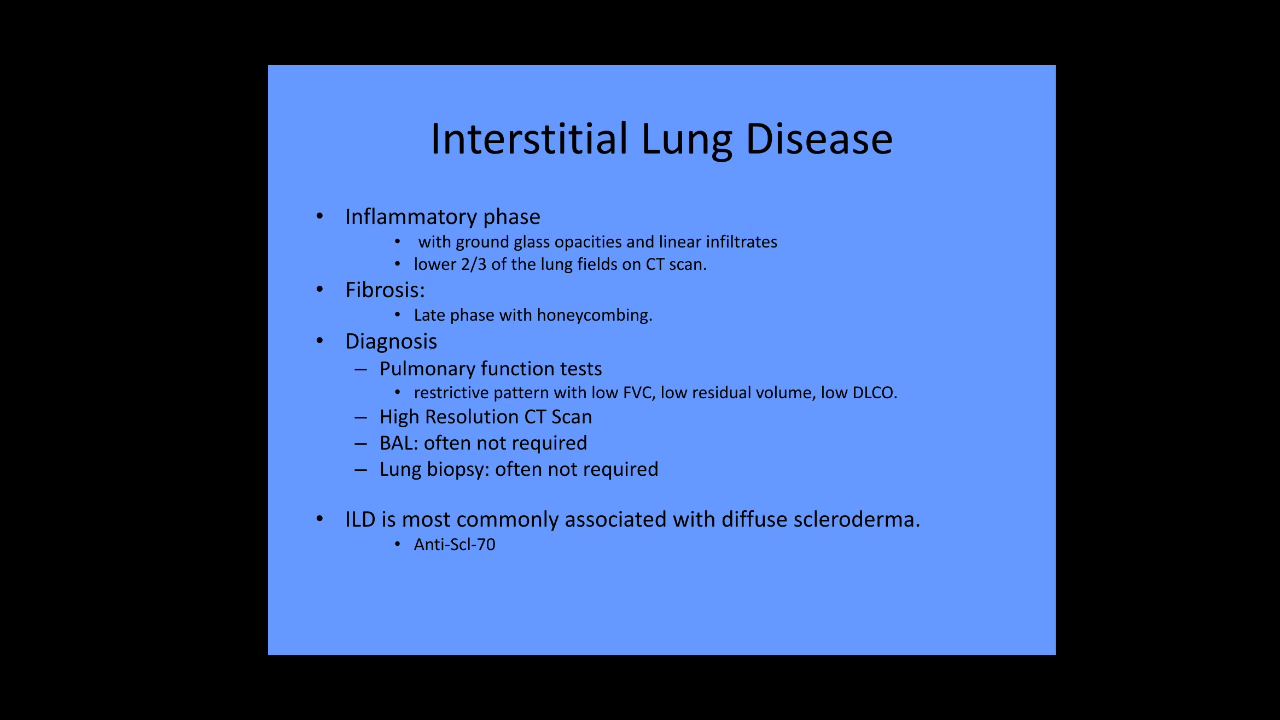 Interstitial Lung Disease
• Inflammatory phase
• with ground glass opacities and linear infiltrates
• lower 2/3 of the lung fields on CT scan.
• Fibrosis:
• Late phase with honeycombing.
• Diagnosis
– Pulmonary function tests
• restrictive pattern with low FVC, low residual volume, low DLCO.
– High Resolution CT Scan
– BAL: often not required
– Lung biopsy: often not required
• ILD is most commonly associated with diffuse scleroderma.
• Anti-Scl-70